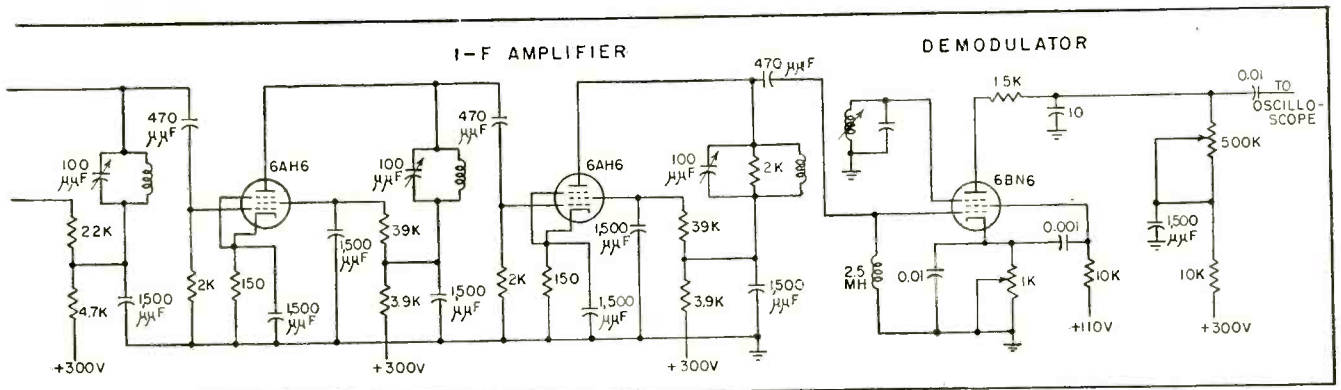 I-F AMPLIFIER
DEMODULATOR
470 μμF
100 μμF
22K
4.7K
1,500 μμF
+300V
2K
6AH6
150
1,500 μμF
1,500 μμF
470 μμF
100 μμF
39K
3.9K
1,500 μμF
+300V
2K
6AH6
150
1,500 μμF
1,500 μμF
470 μμF
100 μμF
2K
39K
3.9K
1,500 μμF
+300V
2.5 MH
0.01
6BN6
1K
0.001
10K
+110V
10
0.01
TO OSCILLO-
SCOPE
500K
1,500 μμF
10K
+300V